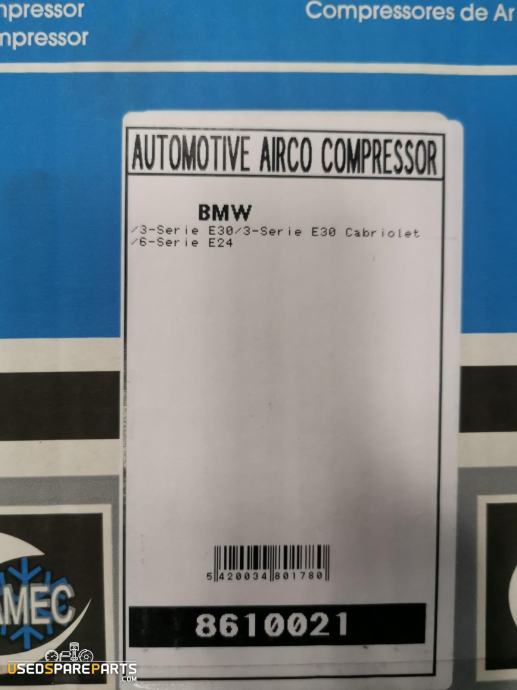 mpressor
mpressor
Compressores de Ar
AUTOMOTIVE AIRCO COMPRESSOR
BMW
/3-Serie E30/3-Serie E30 Cabriolet
/6-Serie E24
5 420034 801780
8610021
AMEC
USEDSPAREPARTS
.COM